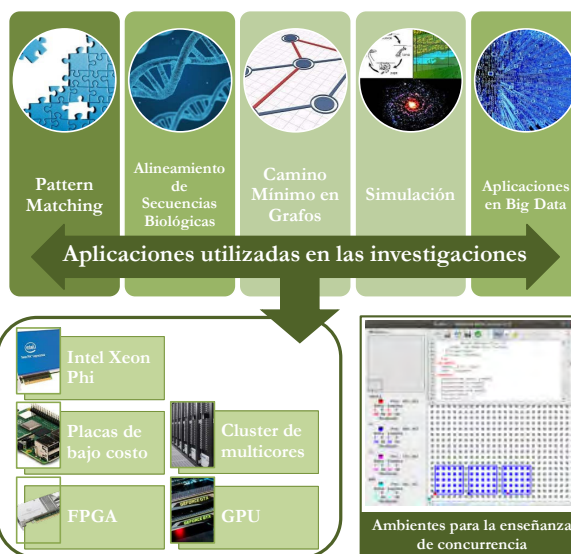 Pattern
Matching
Alineamiento
de
Secuencias
Biológicas
Camino
Mínimo en
Grafos
Simulación
Aplicaciones
en Big Data
Aplicaciones utilizadas en las investigaciones
Intel Xeon
Phi
Placas de
bajo costo
Cluster de
multicores
FPGA
GPU
Ambientes para la enseñanza
de concurrencia